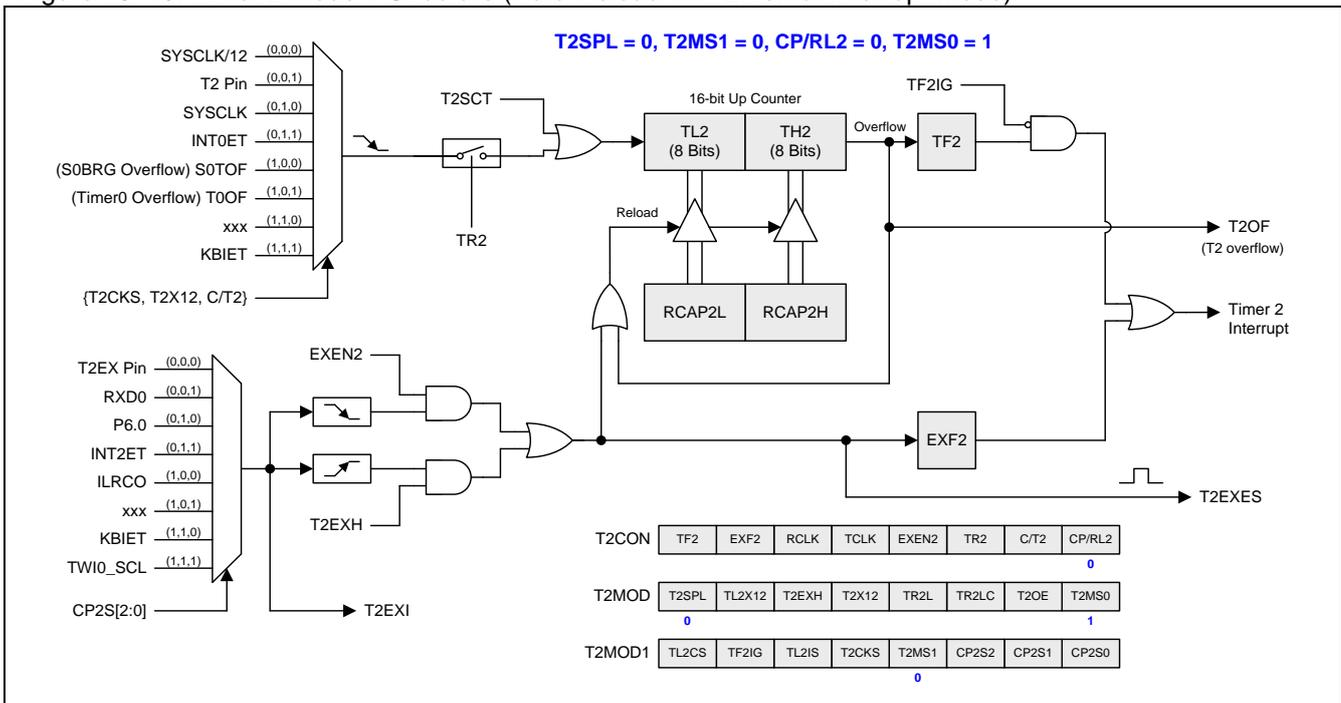 T2SPL = 0, T2MS1 = 0, CP/RL2 = 0, T2MS0 = 1
SYSCLK/12 (0,0,0)
T2 Pin (0,0,1)
SYSCLK (0,1,0)
INT0ET (0,1,1)
(S0BRG Overflow) S0TOF (1,0,0)
(Timer0 Overflow) T0OF (1,0,1)
xxx (1,1,0)
KBIET (1,1,1)
{T2CKS, T2X12, C/T2}
TR2
T2SCT
16-bit Up Counter
TL2
(8 Bits)
TH2
(8 Bits)
Overflow
TF2
TF2IG
Reload
RCAP2L
RCAP2H
T2OF
(T2 overflow)
Timer 2
Interrupt
T2EX Pin (0,0,0)
RXD0 (0,0,1)
P6.0 (0,1,0)
INT2ET (0,1,1)
ILRCO (1,0,0)
xxx (1,0,1)
KBIET (1,1,0)
TWI0_SCL (1,1,1)
CP2S[2:0]
T2EXI
EXEN2
T2EXH
EXF2
T2EXES
T2CON TF2 EXF2 RCLK TCLK EXEN2 TR2 C/T2 CP/RL2
0
T2MOD T2SPL TL2X12 T2EXH T2X12 TR2L TR2LC T2OE T2MS0
0 1
T2MOD1 TL2CS TF2IG TL2IS T2CKS T2MS1 CP2S2 CP2S1 CP2S0
0